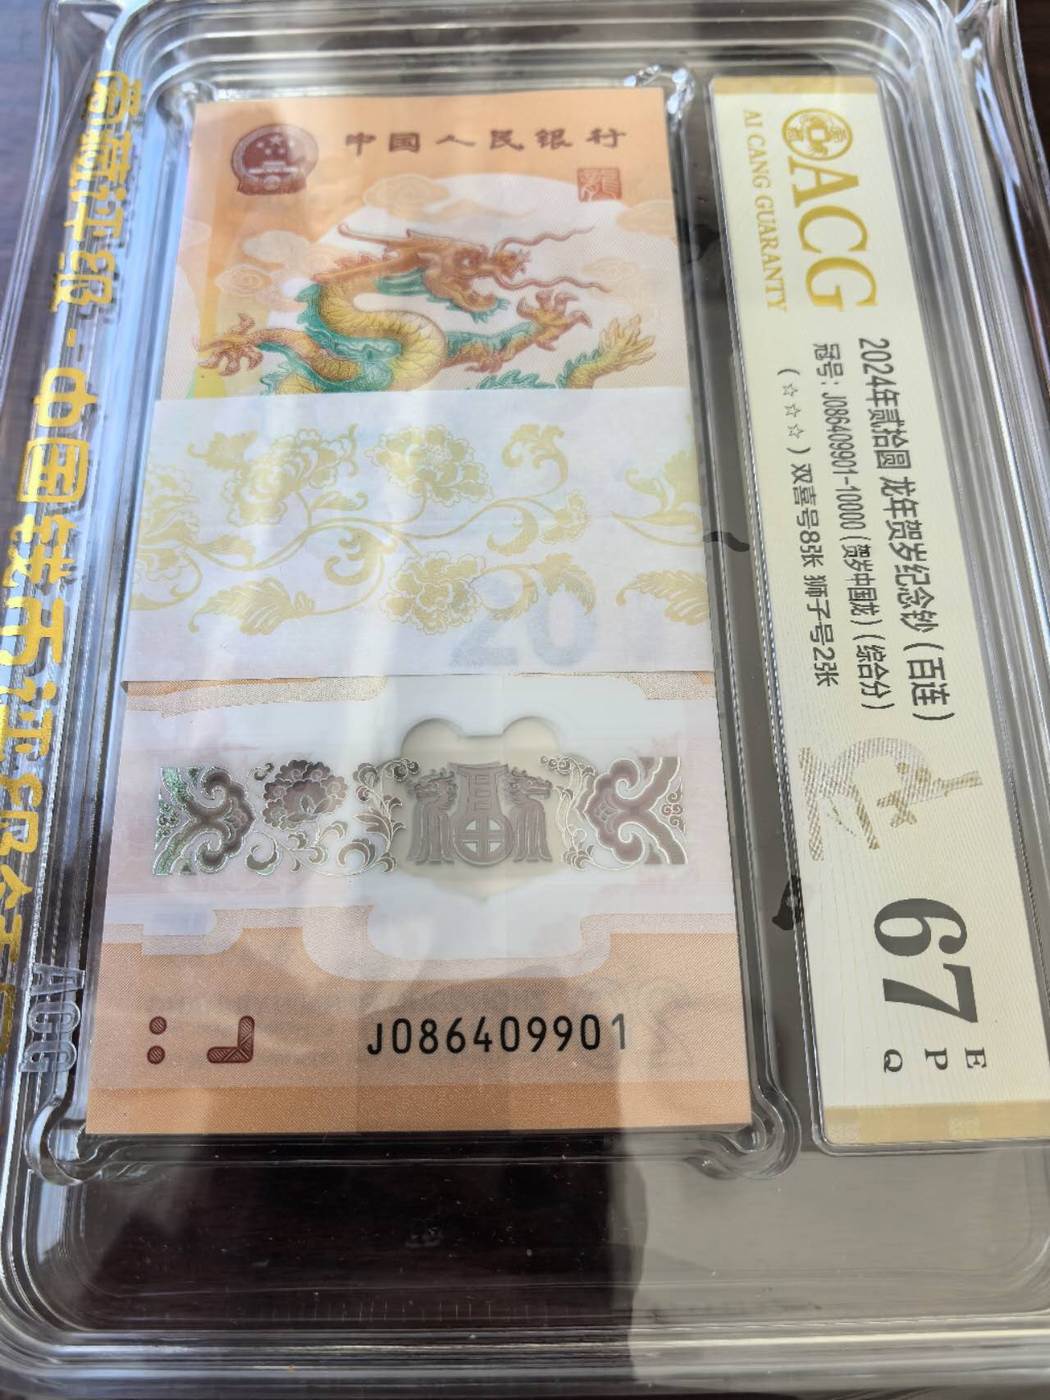 中国人民银行
龍
20
福
J086409901
ACG
AI CANG GUARANTY
2024年贰拾圆 龙年贺岁纪念钞（百连）
冠号：J086409901-10000（贺岁中国龙）（综合分）
（☆☆☆）双喜号8张 狮子号2张
67
E
P
Q
评级-中国钱币评级
ACG